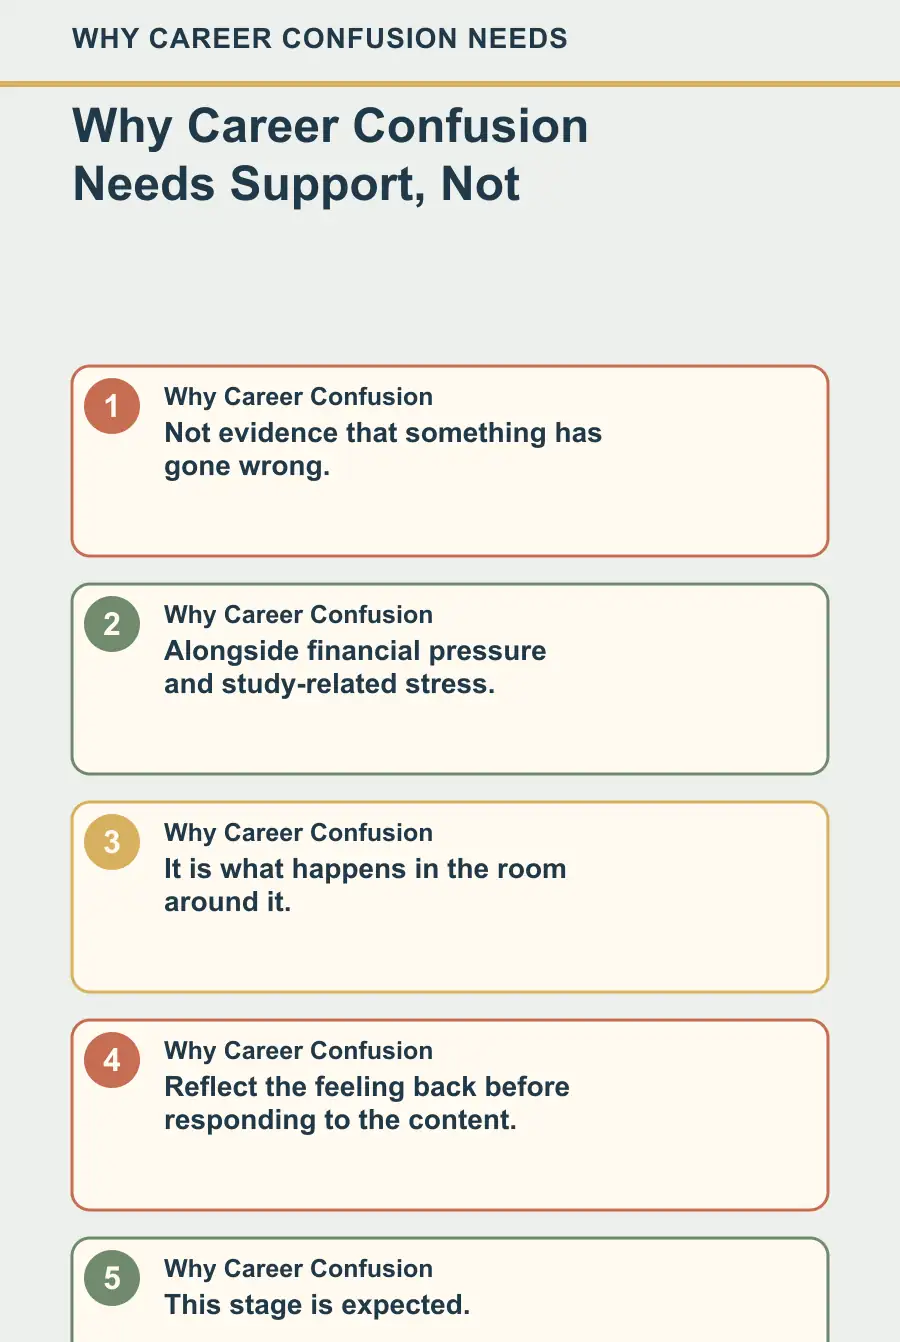 WHY CAREER CONFUSION NEEDS
Why Career Confusion
Needs Support, Not
1
Why Career Confusion
Not evidence that something has
gone wrong.
2
Why Career Confusion
Alongside financial pressure
and study-related stress.
3
Why Career Confusion
It is what happens in the room
around it.
4
Why Career Confusion
Reflect the feeling back before
responding to the content.
5
Why Career Confusion
This stage is expected.